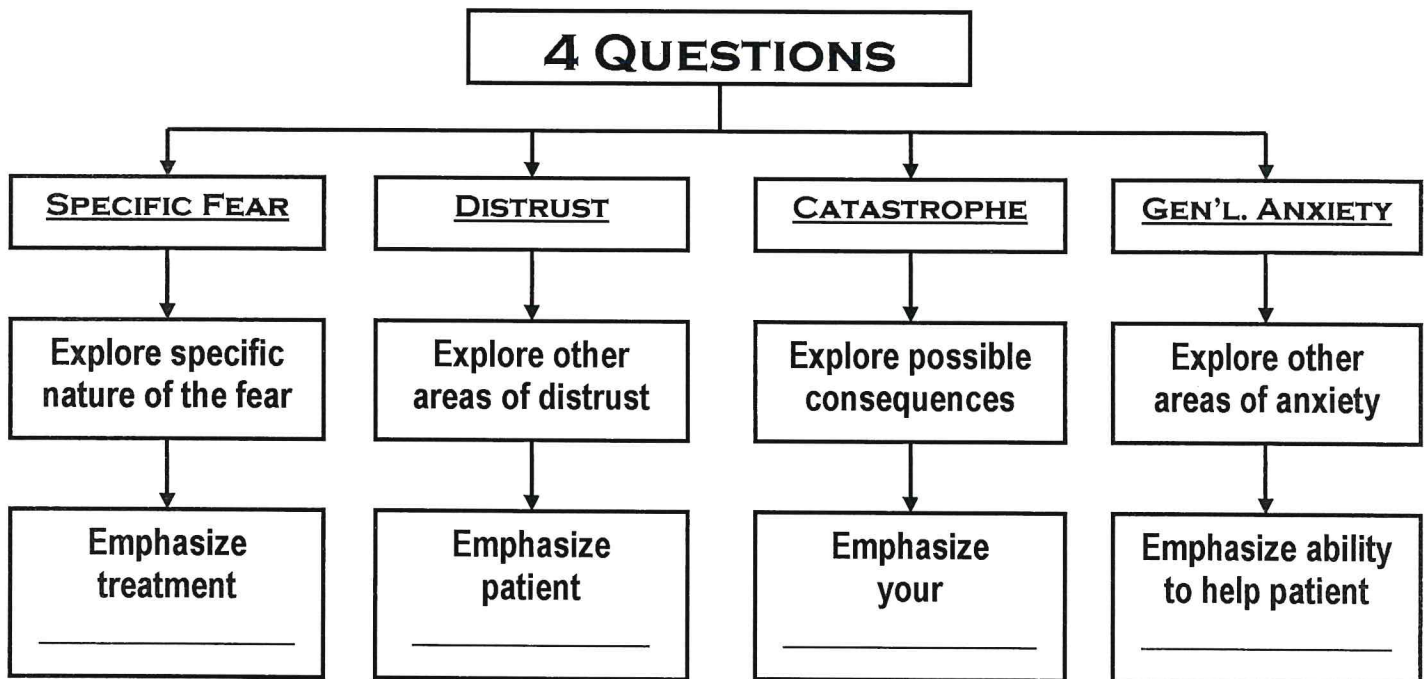 4 QUESTIONS
SPECIFIC FEAR
DISTRUST
CATASTROPHE
GEN'L. ANXIETY
Explore specific
nature of the fear
Explore other
areas of distrust
Explore possible
consequences
Explore other
areas of anxiety
Emphasize
treatment
Emphasize
patient
Emphasize
your
Emphasize ability
to help patient